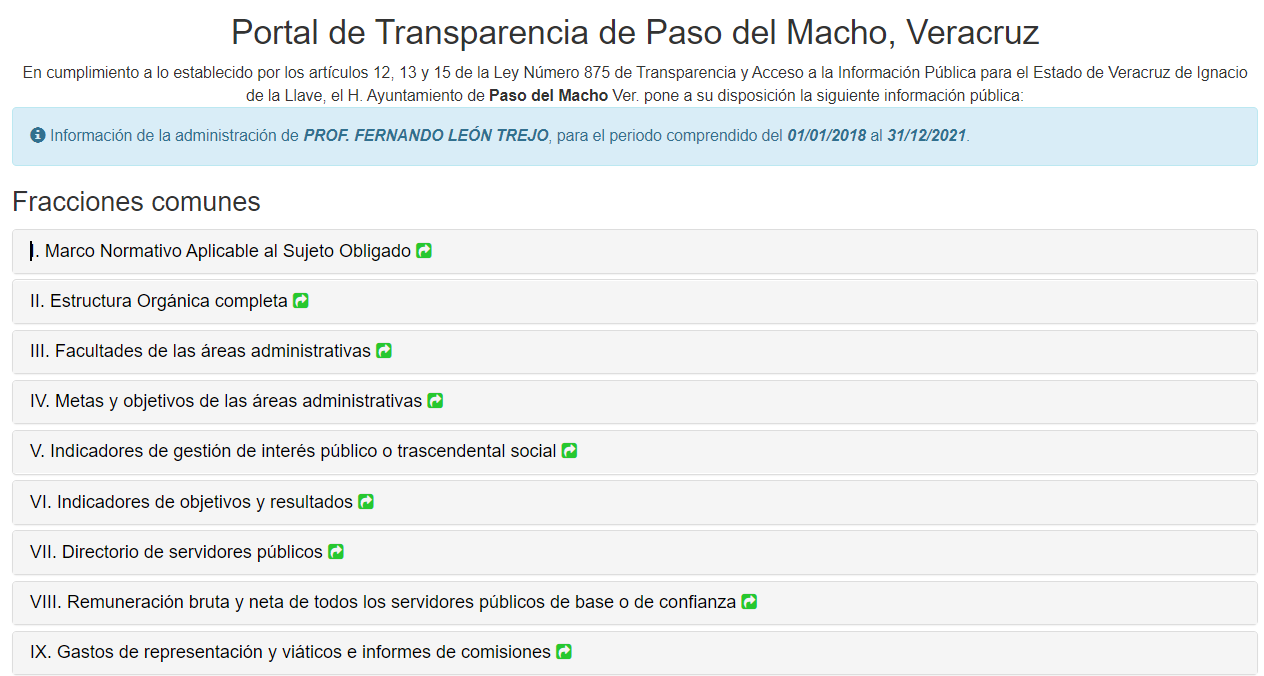 Portal de Transparencia de Paso del Macho, Veracruz
En cumplimiento a lo establecido por los artículos 12, 13 y 15 de la Ley Número 875 de Transparencia y Acceso a la Información Pública para el Estado de Veracruz de Ignacio
de la Llave, el H. Ayuntamiento de Paso del Macho Ver. pone a su disposición la siguiente información pública:
Información de la administración de PROF. FERNANDO LEÓN TREJO, para el periodo comprendido del 01/01/2018 al 31/12/2021.
Fracciones comunes
I. Marco Normativo Aplicable al Sujeto Obligado
II. Estructura Orgánica completa
III. Facultades de las áreas administrativas
IV. Metas y objetivos de las áreas administrativas
V. Indicadores de gestión de interés público o trascendental social
VI. Indicadores de objetivos y resultados
VII. Directorio de servidores públicos
VIII. Remuneración bruta y neta de todos los servidores públicos de base o de confianza
IX. Gastos de representación y viáticos e informes de comisiones